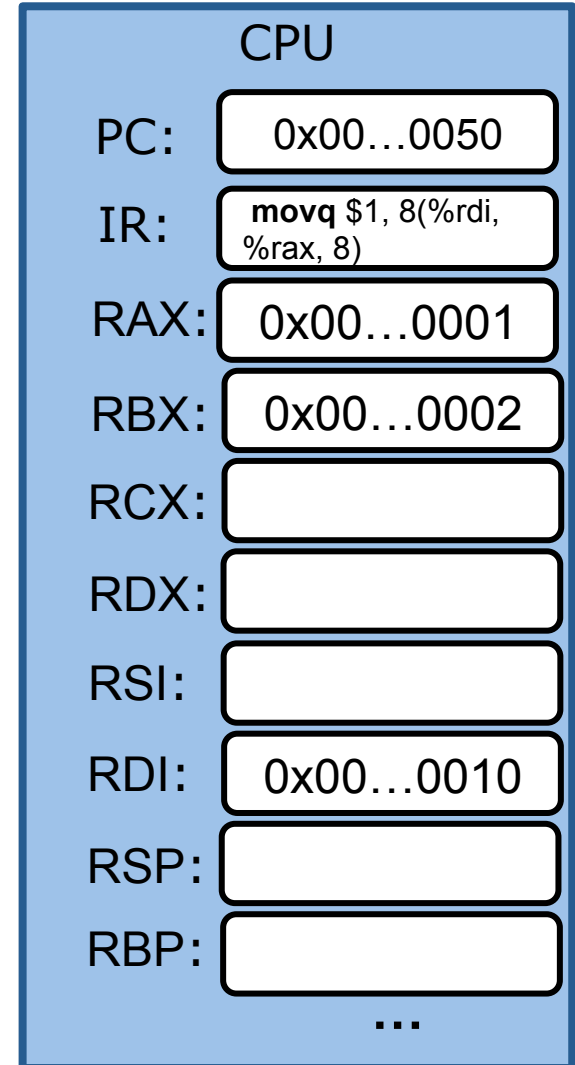 CPU
PC: 0x00…0050
IR: movq $1, 8(%rdi,
%rax, 8)
RAX: 0x00…0001
RBX: 0x00…0002
RCX:
RDX:
RSI:
RDI: 0x00…0010
RSP:
RBP:
…